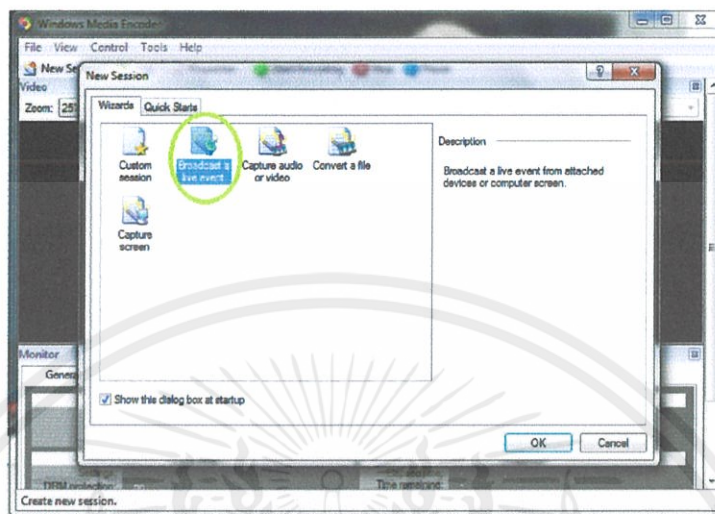 Windows Media Encoder
File View Control Tools Help
New Se
New Session
Video
Zoom: 25
Wizards Quick Starts
Custom session
Broadcast a live event
Capture audio or video
Convert a file
Capture screen
Description
Broadcast a live event from attached
devices or computer screen.
Monitor
Genera
Show this dialog box at startup
OK Cancel
DRM protection:
Time remaining:
Create new session.